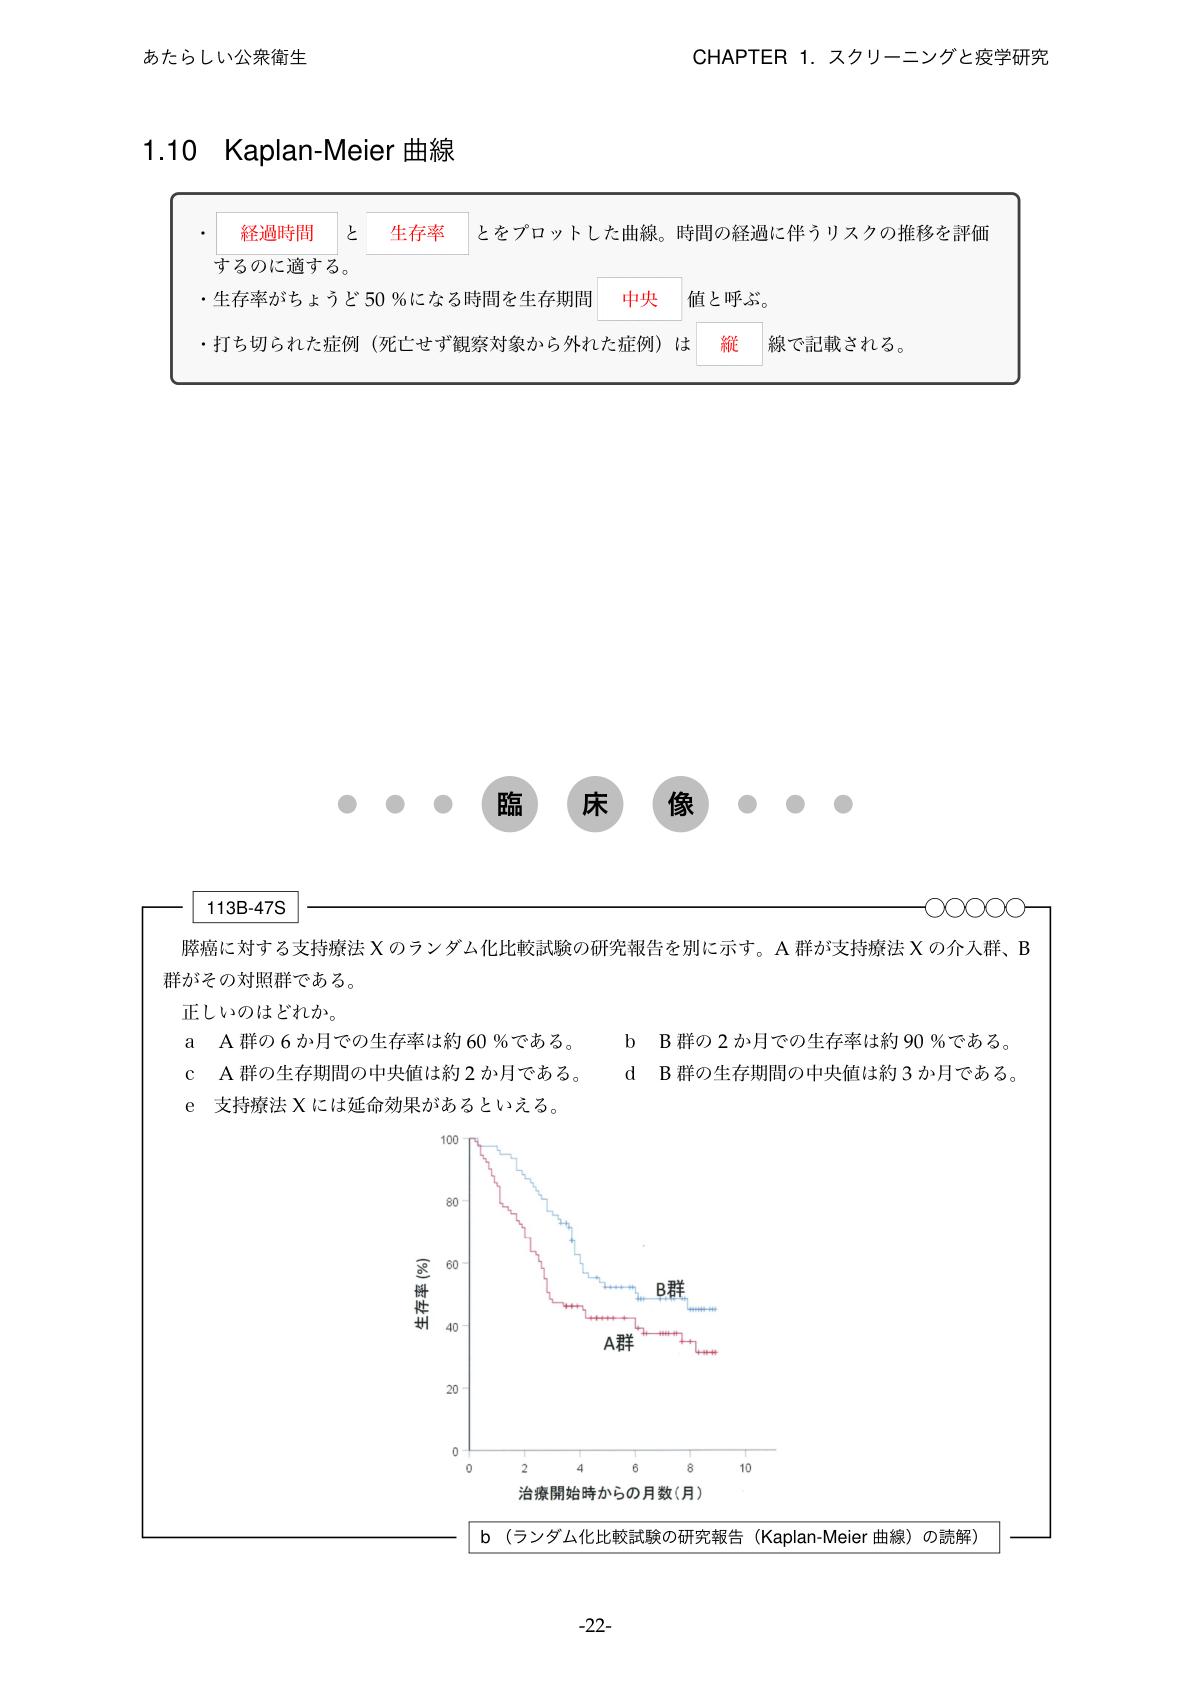 あたらしい公衆衛生
CHAPTER 1. スクリーニングと疫学研究
1.10 Kaplan-Meier 曲線
・ 経過時間 と 生存率 とをプロットした曲線。時間の経過に伴うリスクの推移を評価
するのに適する。
・生存率がちょうど 50 %になる時間を生存期間 中央 値と呼ぶ。
・打ち切られた症例（死亡せず観察対象から外れた症例）は 縦 線で記載される。
臨 床 像
113B-47S
膵癌に対する支持療法 X のランダム化比較試験の研究報告を別に示す。A 群が支持療法 X の介入群、B
群がその対照群である。
正しいのはどれか。
a A 群の 6 か月での生存率は約 60 %である。 b B 群の 2 か月での生存率は約 90 %である。
c A 群の生存期間の中央値は約 2 か月である。 d B 群の生存期間の中央値は約 3 か月である。
e 支持療法 X には延命効果があるといえる。
100
80
60
40
20
0
生存率(%)
B群
A群
0 2 4 6 8 10
治療開始時からの月数(月)
b （ランダム化比較試験の研究報告（Kaplan-Meier 曲線）の読解）
-22-